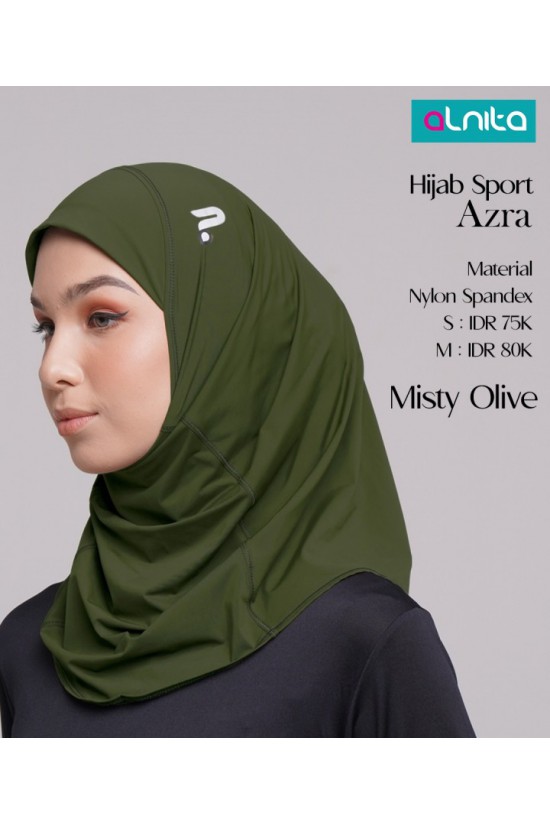 alnita
Hijab Sport
Azra
Material
Nylon Spandex
S : IDR 75K
M : IDR 80K
Misty Olive